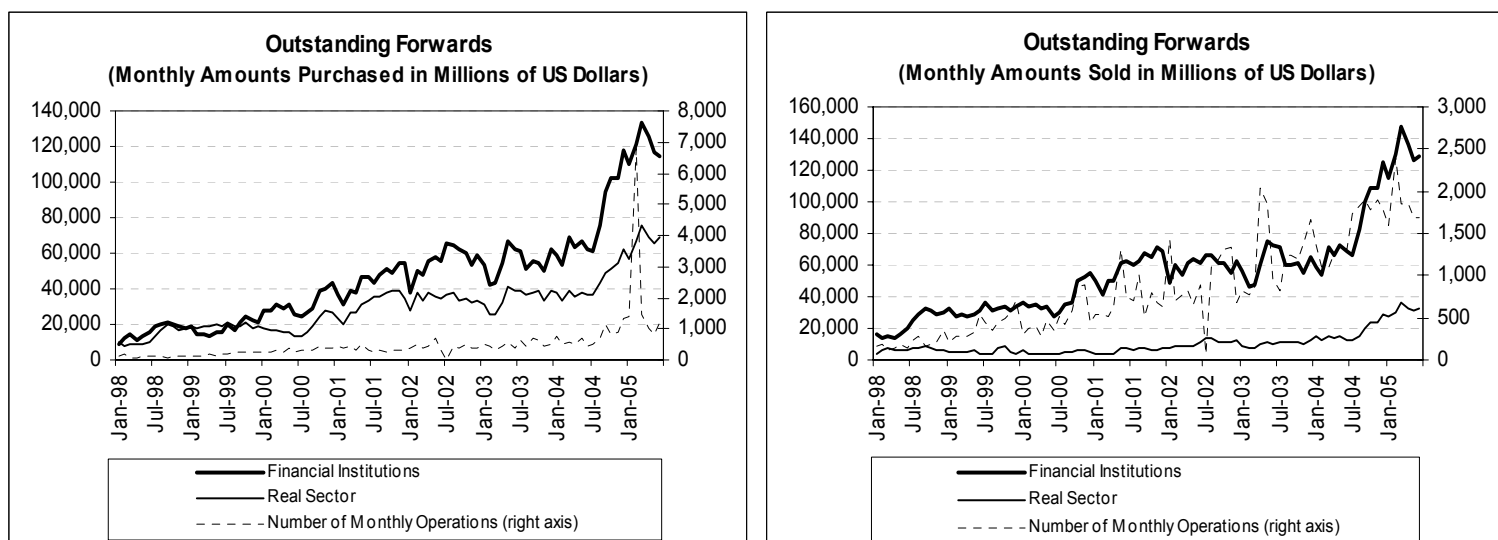 Outstanding Forwards
(Monthly Amounts Purchased in Millions of US Dollars)
140,000
120,000
100,000
80,000
60,000
40,000
20,000
0
8,000
7,000
6,000
5,000
4,000
3,000
2,000
1,000
0
Jan-98
Jul-98
Jan-99
Jul-99
Jan-00
Jul-00
Jan-01
Jul-01
Jan-02
Jul-02
Jan-03
Jul-03
Jan-04
Jul-04
Jan-05
Financial Institutions
Real Sector
Number of Monthly Operations (right axis)
Outstanding Forwards
(Monthly Amounts Sold in Millions of US Dollars)
160,000
140,000
120,000
100,000
80,000
60,000
40,000
20,000
0
3,000
2,500
2,000
1,500
1,000
500
0
Jan-98
Jul-98
Jan-99
Jul-99
Jan-00
Jul-00
Jan-01
Jul-01
Jan-02
Jul-02
Jan-03
Jul-03
Jan-04
Jul-04
Jan-05
Financial Institutions
Real Sector
Number of Monthly Operations (right axis)